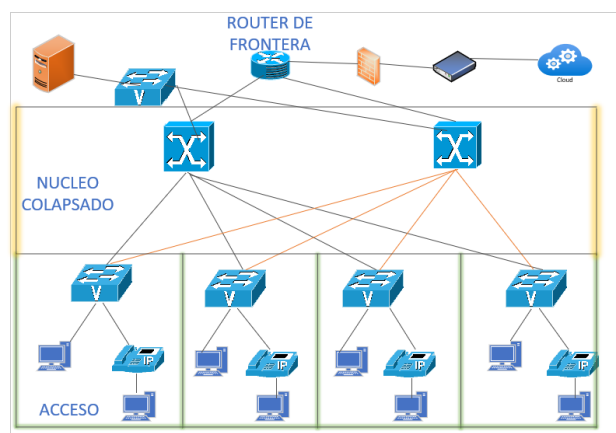 ROUTER DE
FRONTERA
V
Cloud
NUCLEO
COLAPSADO
V
V
V
V
IP
IP
IP
IP
ACCESO